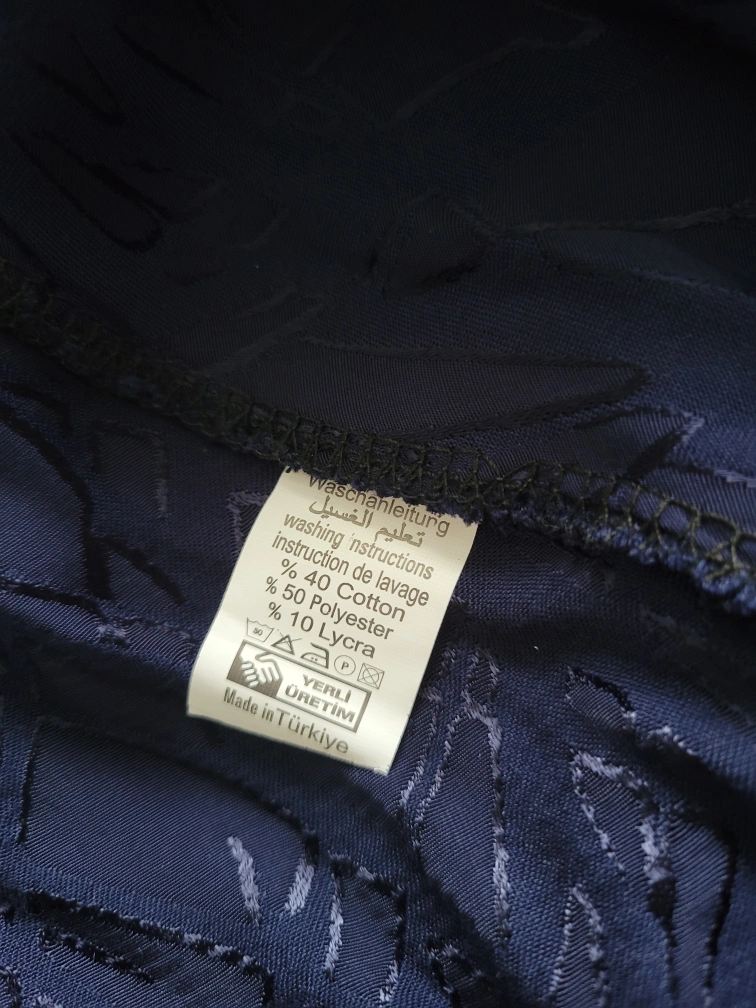 Waschanleitung
تعليم الغسيل
washing instructions
instruction de lavage
% 40 Cotton
% 50 Polyester
% 10 Lycra
P
YERLİ
ÜRETİM
Made in Türkiye